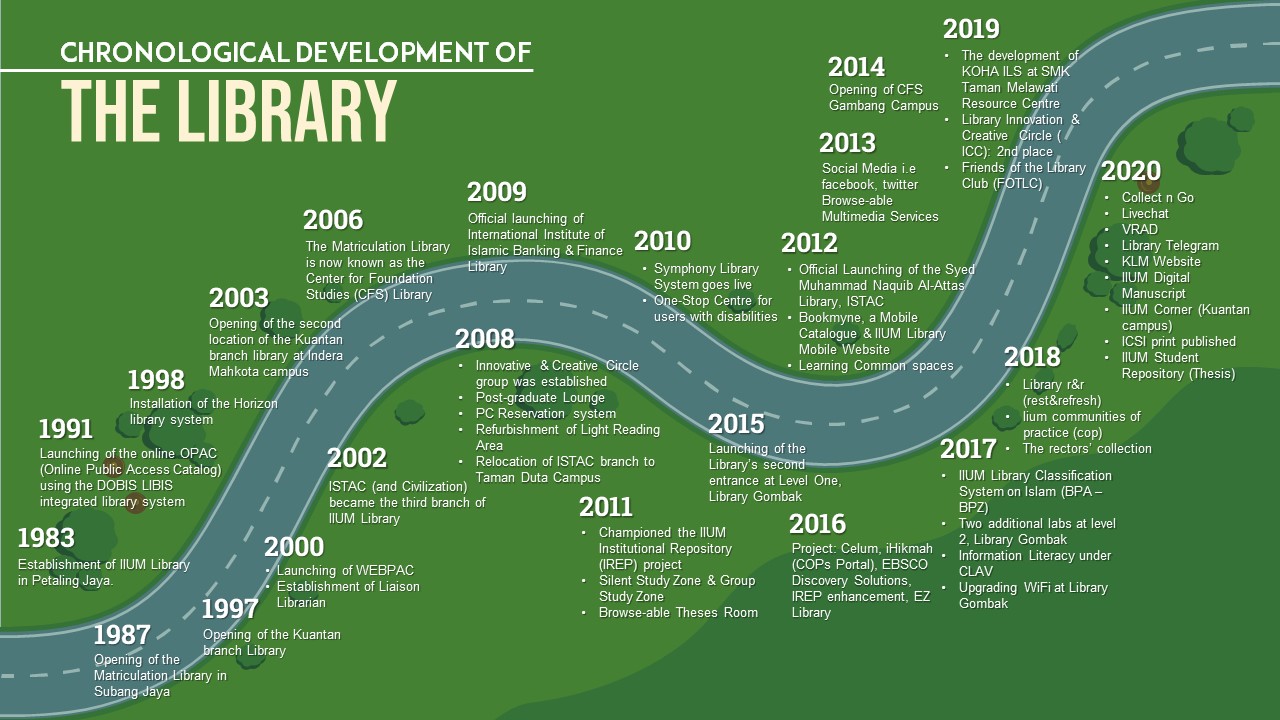 CHRONOLOGICAL DEVELOPMENT OF
THE LIBRARY
1983
Establishment of IIUM Library
in Petaling Jaya.
1987
Opening of the
Matriculation Library in
Subang Jaya
1991
Launching of the online OPAC
(Online Public Access Catalog)
using the DOBIS LIBIS
integrated library system
1997
Opening of the Kuantan
branch Library
1998
Installation of the Horizon
library system
2000
• Launching of WEBPAC
• Establishment of Liaison
Librarian
2002
ISTAC (and Civilization)
became the third branch of
IIUM Library
2003
Opening of the second
location of the Kuantan
branch library at Indera
Mahkota campus
2006
The Matriculation Library
is now known as the
Center for Foundation
Studies (CFS) Library
2008
• Innovative & Creative Circle
group was established
• Post-graduate Lounge
• PC Reservation system
• Refurbishment of Light Reading
Area
• Relocation of ISTAC branch to
Taman Duta Campus
2009
Official launching of
International Institute of
Islamic Banking & Finance
Library
2010
• Symphony Library
System goes live
• One-Stop Centre for
users with disabilities
2011
• Championed the IIUM
Institutional Repository
(IREP) project
• Silent Study Zone & Group
Study Zone
• Browse-able Theses Room
2012
• Official Launching of the Syed
Muhammad Naquib Al-Attas
Library, ISTAC
• Bookmyne, a Mobile
Catalogue & IIUM Library
Mobile Website
• Learning Common spaces
2013
Social Media i.e
facebook, twitter
Browse-able
Multimedia Services
2014
Opening of CFS
Gambang Campus
2015
Launching of the
Library's second
entrance at Level One,
Library Gombak
2016
Project: Celum, iHikmah
(COPs Portal), EBSCO
Discovery Solutions,
IREP enhancement, EZ
Library
2017
• IIUM Library Classification
System on Islam (BPA –
BPZ)
• Two additional labs at level
2, Library Gombak
• Information Literacy under
CLAV
• Upgrading WiFi at Library
Gombak
2018
• Library r&r
(rest&refresh)
• Iium communities of
practice (cop)
• The rectors' collection
2019
• The development of
KOHA ILS at SMK
Taman Melawati
Resource Centre
• Library Innovation &
Creative Circle (
ICC): 2nd place
• Friends of the Library
Club (FOTLC)
2020
• Collect n Go
• Livechat
• VRAD
• Library Telegram
• KLM Website
• IIUM Digital
Manuscript
• IIUM Corner (Kuantan
campus)
• ICSI print published
• IIUM Student
Repository (Thesis)